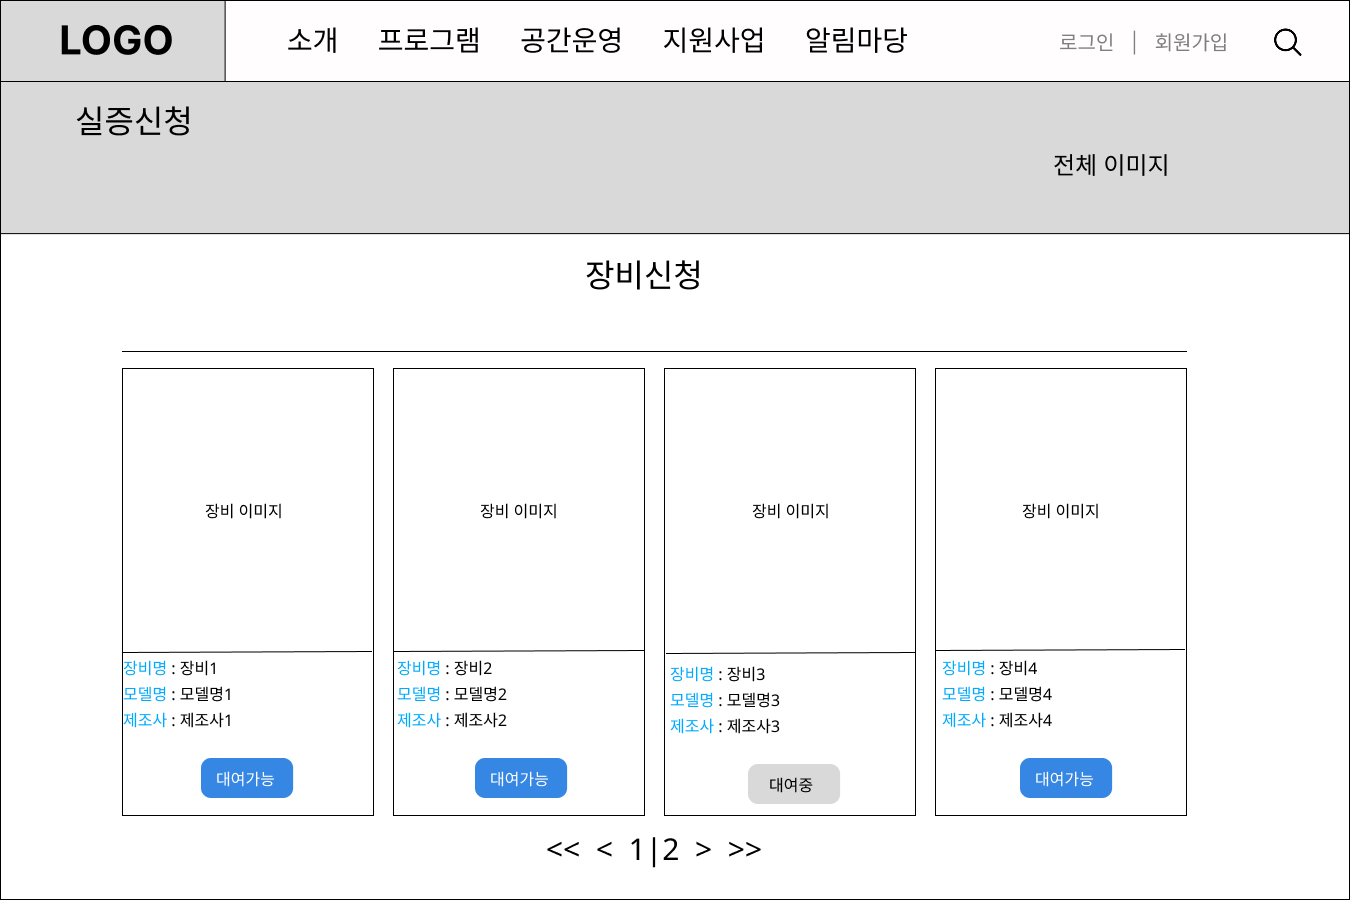 LOGO 소개 프로그램 공간운영 지원사업 알림마당 로그인 | 회원가입
실증신청
전체 이미지
장비신청
장비 이미지 장비 이미지 장비 이미지 장비 이미지
장비명 : 장비1
모델명 : 모델명1
제조사 : 제조사1
대여가능
장비명 : 장비2
모델명 : 모델명2
제조사 : 제조사2
대여가능
장비명 : 장비3
모델명 : 모델명3
제조사 : 제조사3
대여중
장비명 : 장비4
모델명 : 모델명4
제조사 : 제조사4
대여가능
<< < 1|2 > >>